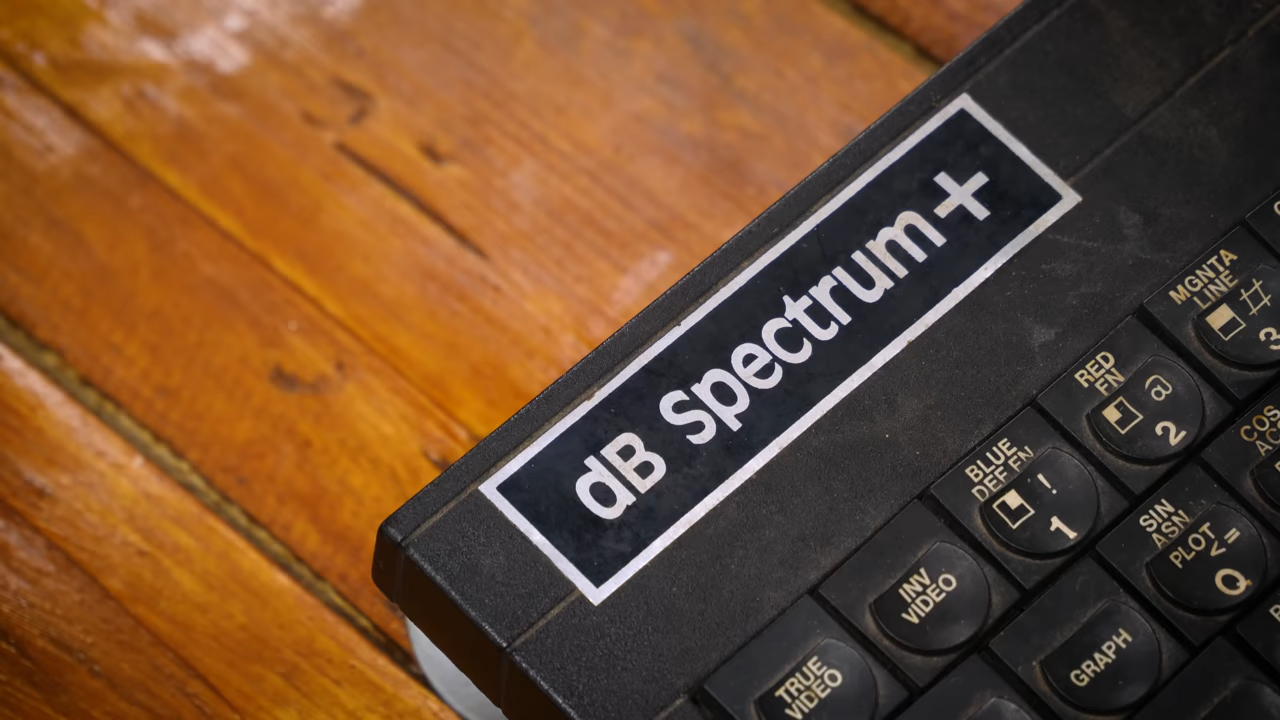 dB Spectrum+
MGNTA
LINE
#
3
RED
FN
@
2
BLUE
DEF FN
!
1
COS
SIN
ASN
PLOT
<=
Q
INV
VIDEO
GRAPH
TRUE
VIDEO